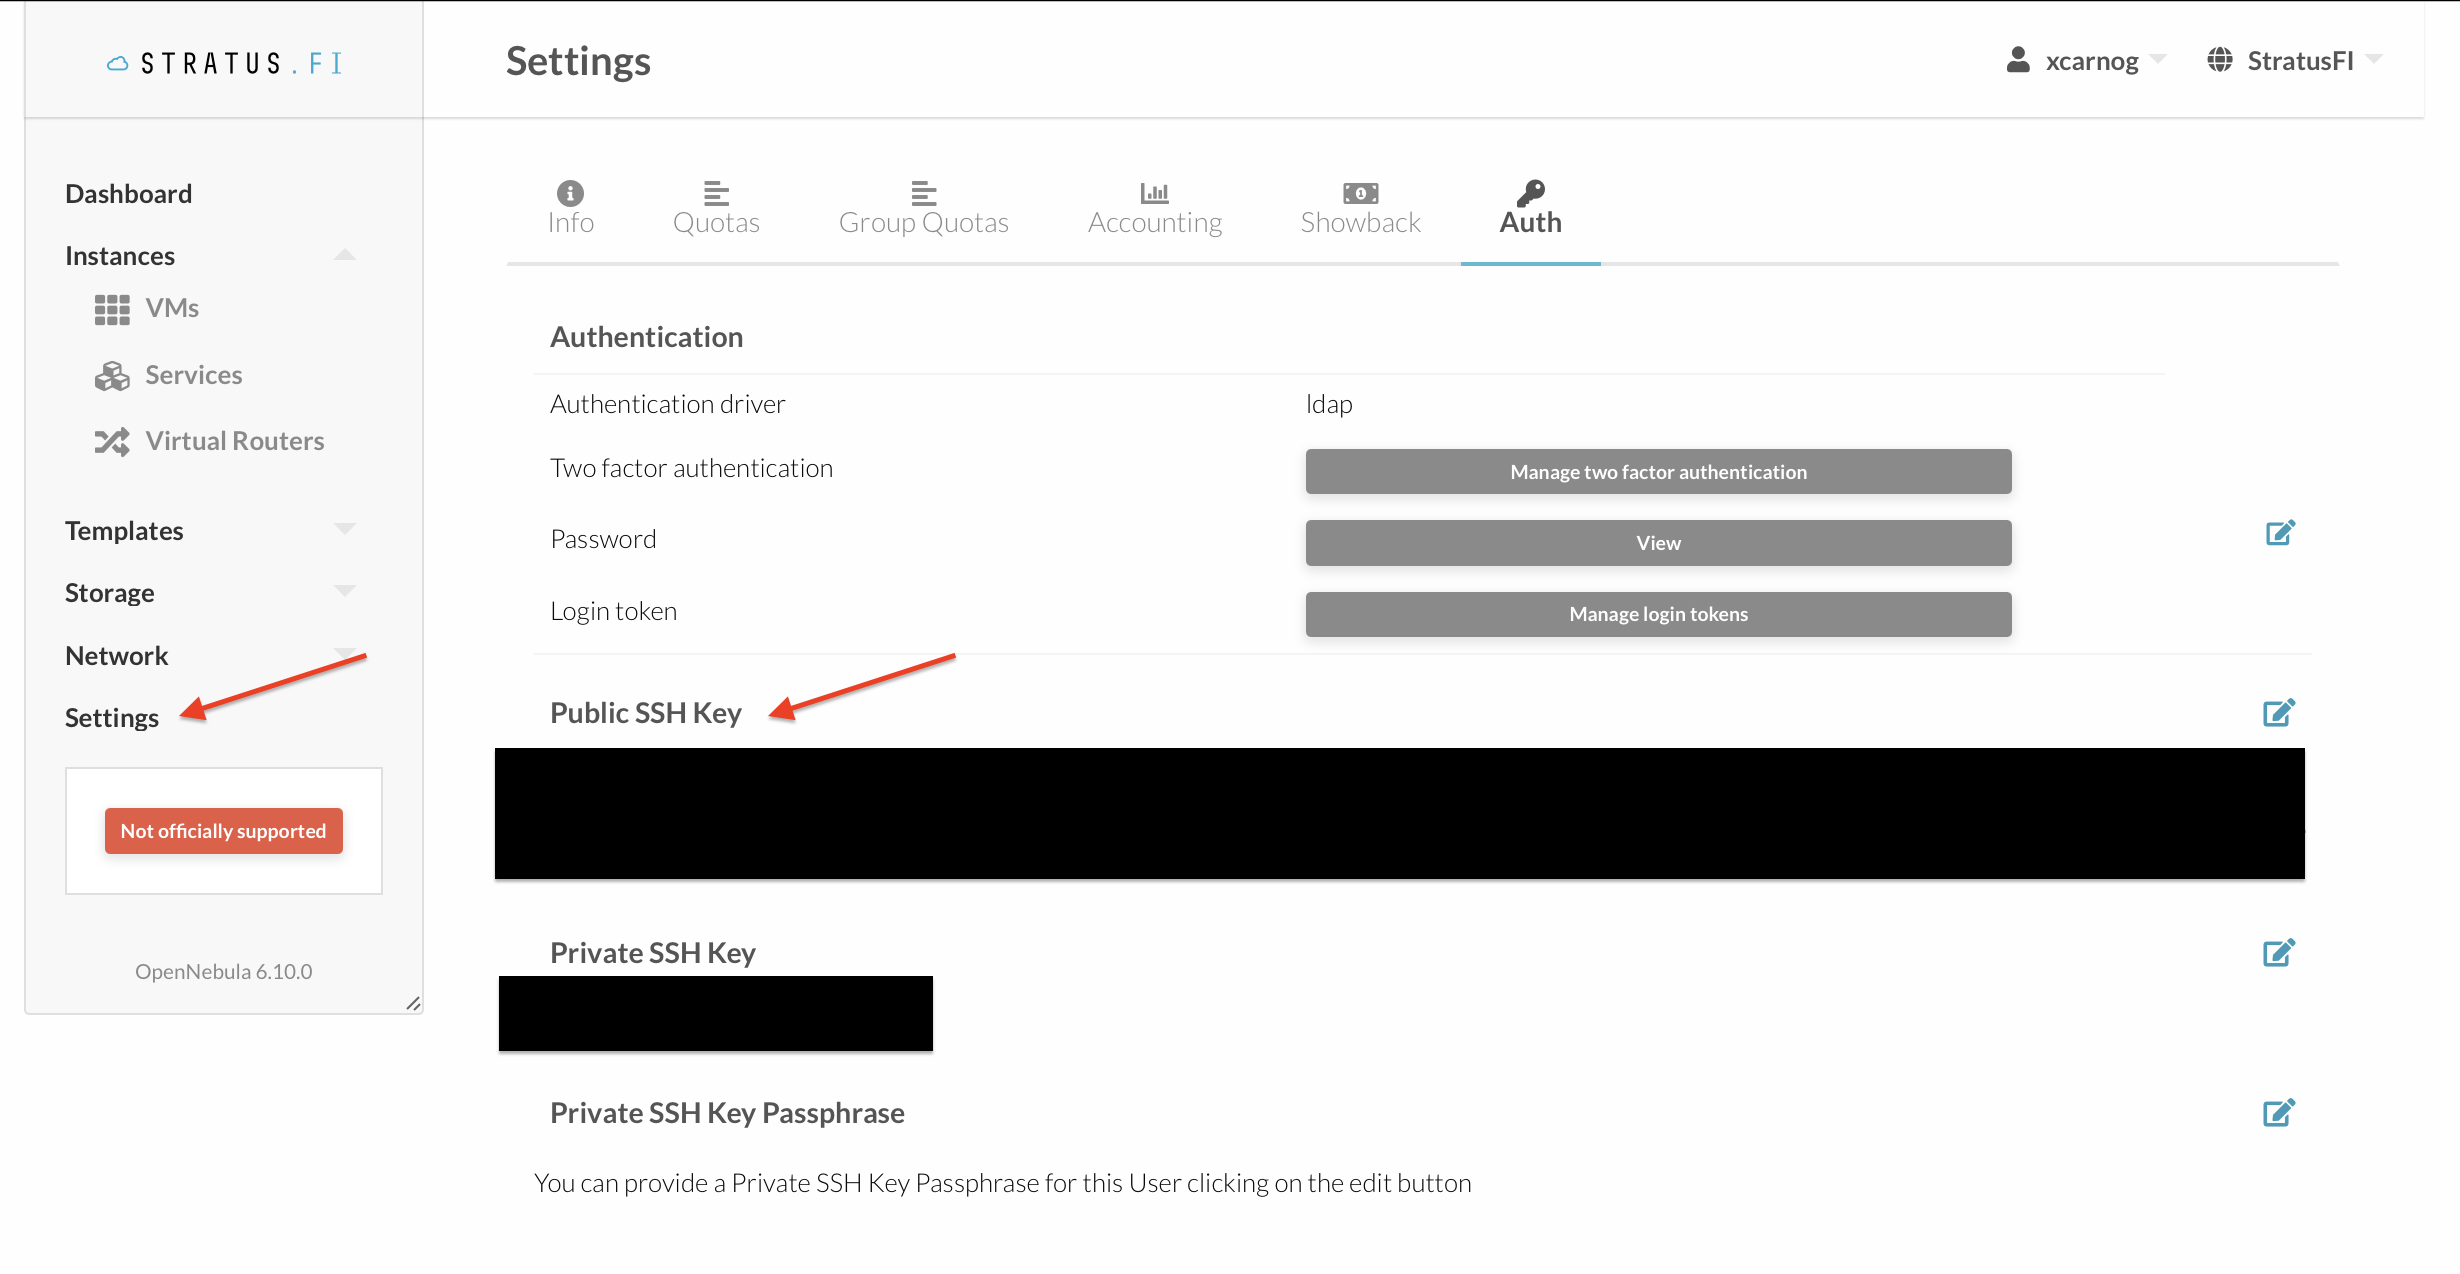 STRATUS.FI
Settings
xcarnog
StratusFI
Dashboard
Instances
VMs
Services
Virtual Routers
Templates
Storage
Network
Settings
Not officially supported
OpenNebula 6.10.0
Info
Quotas
Group Quotas
Accounting
Showback
Auth
Authentication
Authentication driver ldap
Two factor authentication Manage two factor authentication
Password View
Login token Manage login tokens
Public SSH Key
Private SSH Key
Private SSH Key Passphrase
You can provide a Private SSH Key Passphrase for this User clicking on the edit button